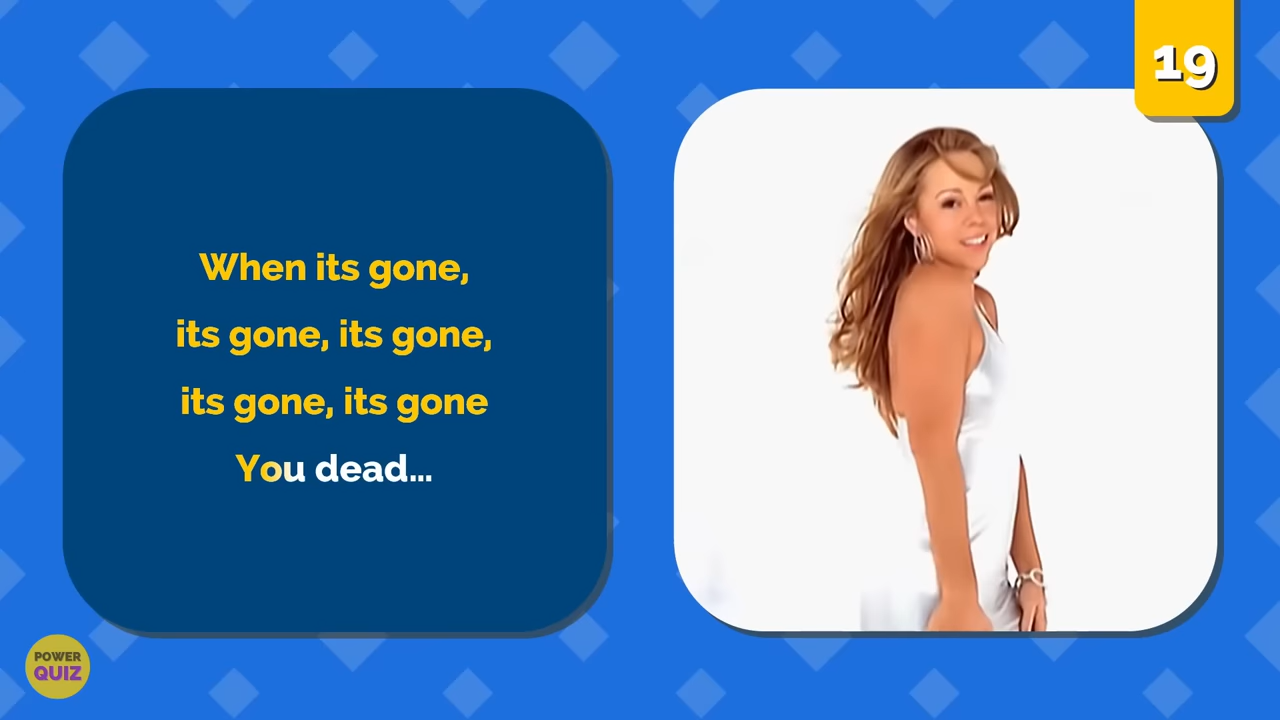 19
When its gone,
its gone, its gone,
its gone, its gone
You dead...
POWER
QUIZ